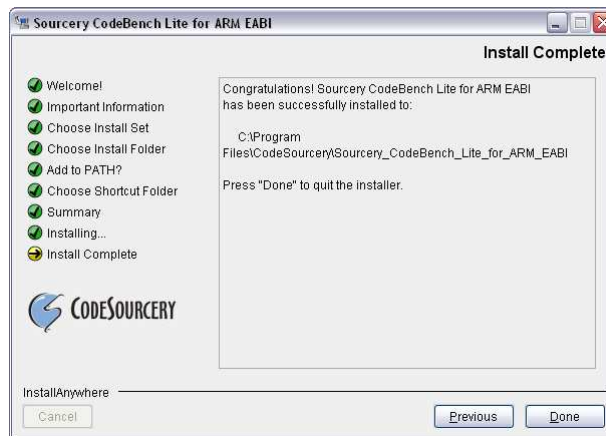 Sourcery CodeBench Lite for ARM EABI
Install Complete
Welcome!
Important Information
Choose Install Set
Choose Install Folder
Add to PATH?
Choose Shortcut Folder
Summary
Installing...
Install Complete
CODESOURCERY
Congratulations! Sourcery CodeBench Lite for ARM EABI
has been successfully installed to:
C:\Program
Files\CodeSourcery\Sourcery_CodeBench_Lite_for_ARM_EABI
Press "Done" to quit the installer.
InstallAnywhere
Cancel
Previous
Done